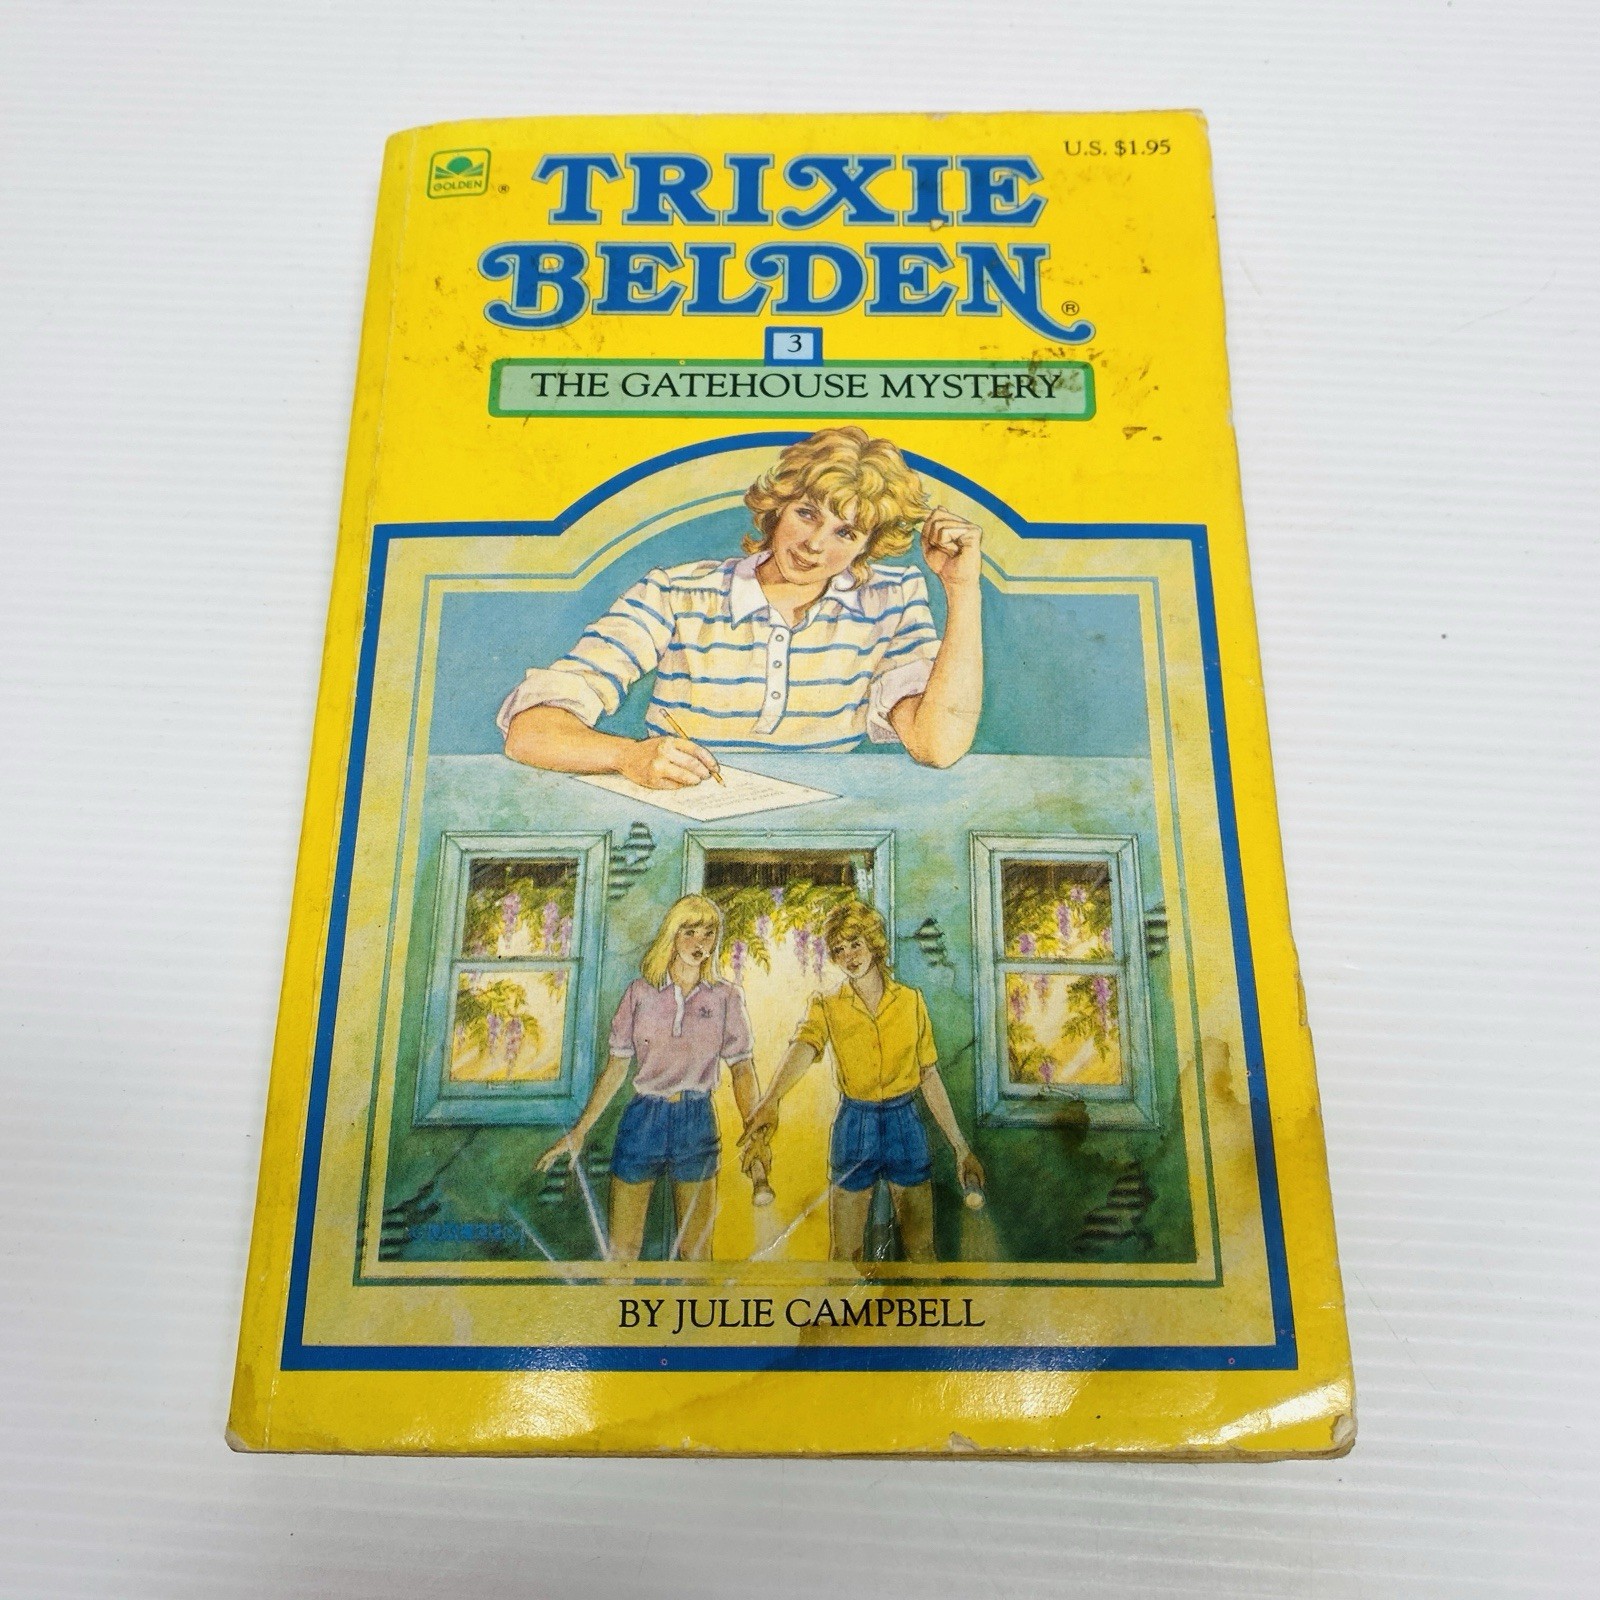 GOLDEN ®
U.S. $1.95
TRIXIE
BELDEN®
3
THE GATEHOUSE MYSTERY
BY JULIE CAMPBELL